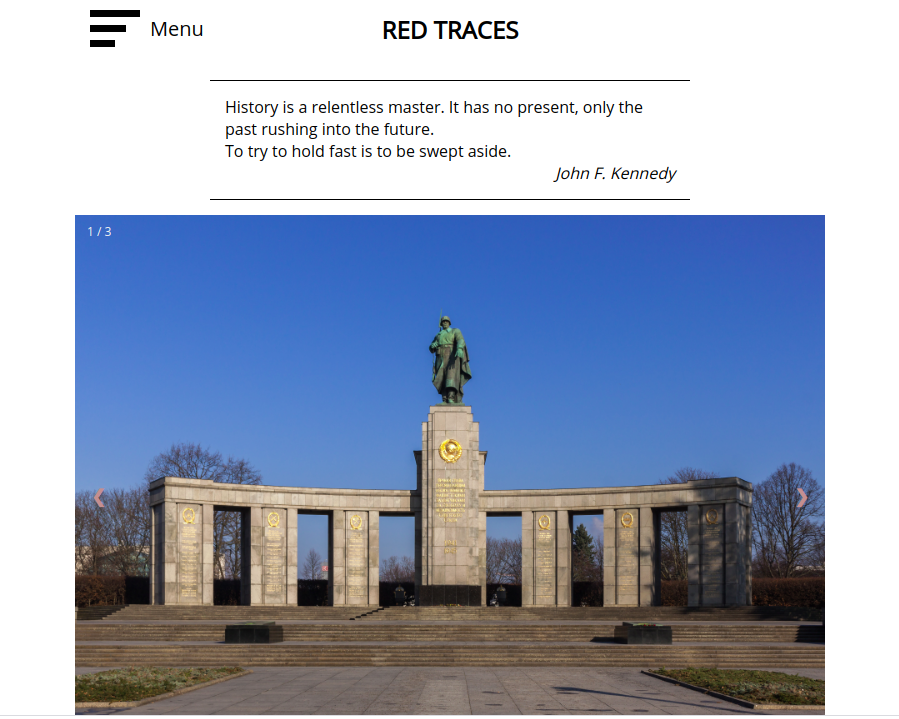 Menu
RED TRACES
History is a relentless master. It has no present, only the
past rushing into the future.
To try to hold fast is to be swept aside.
John F. Kennedy
1 / 3